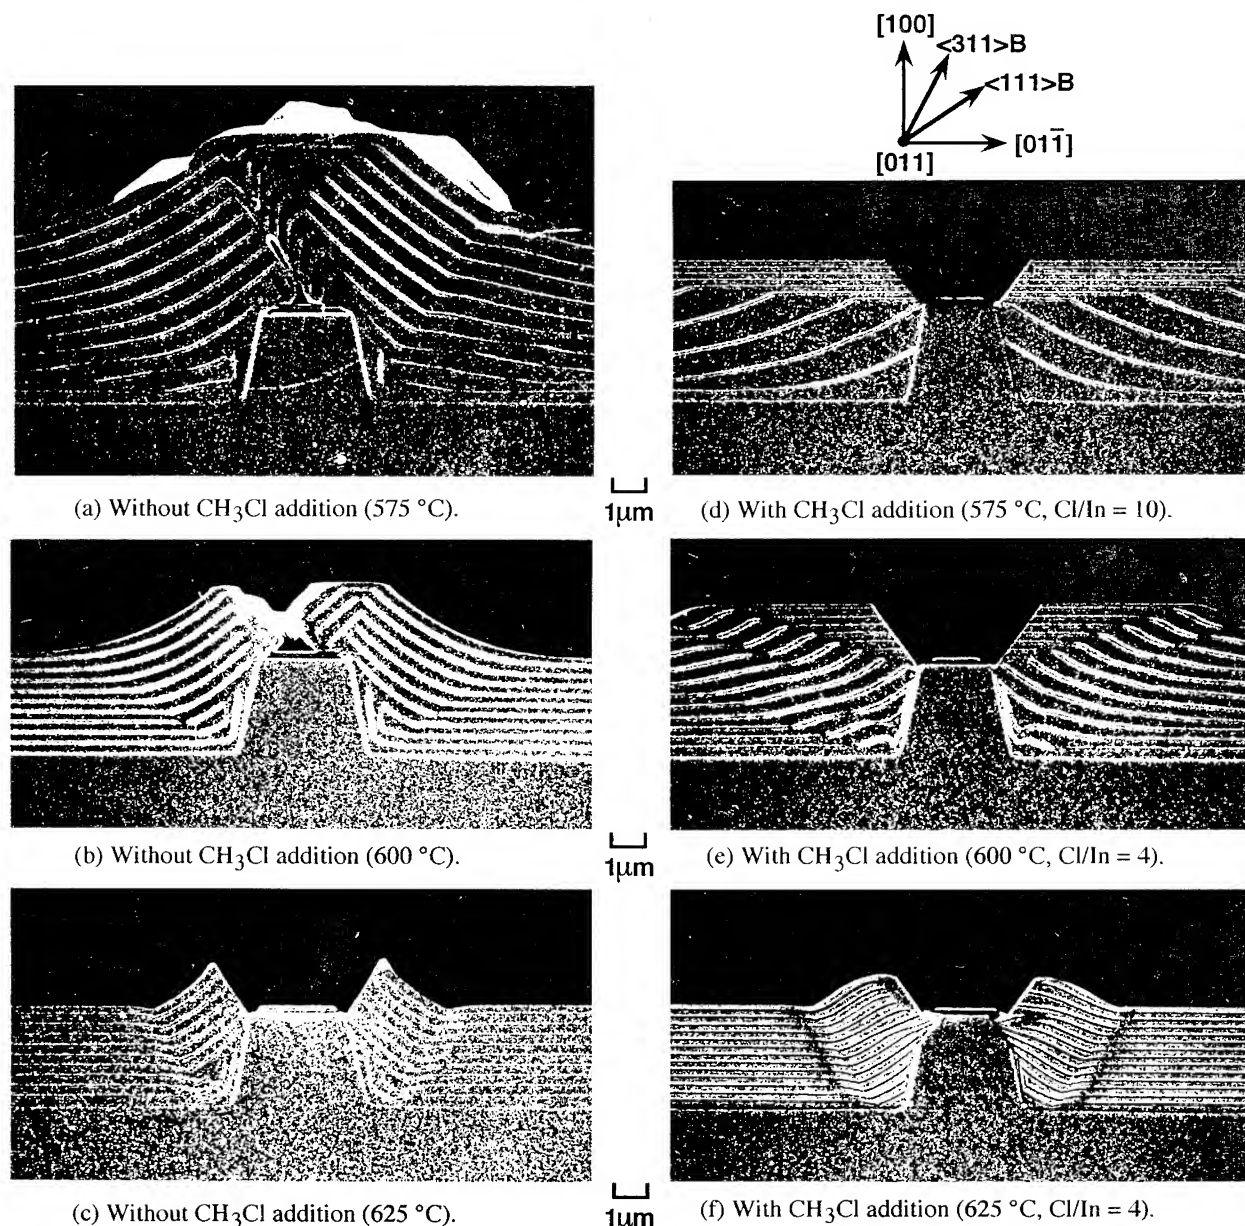 [100]
<311>B
<111>B
[011]
[011̄]
(a) Without CH3Cl addition (575 °C).
1μm
(d) With CH3Cl addition (575 °C, Cl/In = 10).
(b) Without CH3Cl addition (600 °C).
1μm
(e) With CH3Cl addition (600 °C, Cl/In = 4).
(c) Without CH3Cl addition (625 °C).
1μm
(f) With CH3Cl addition (625 °C, Cl/In = 4).